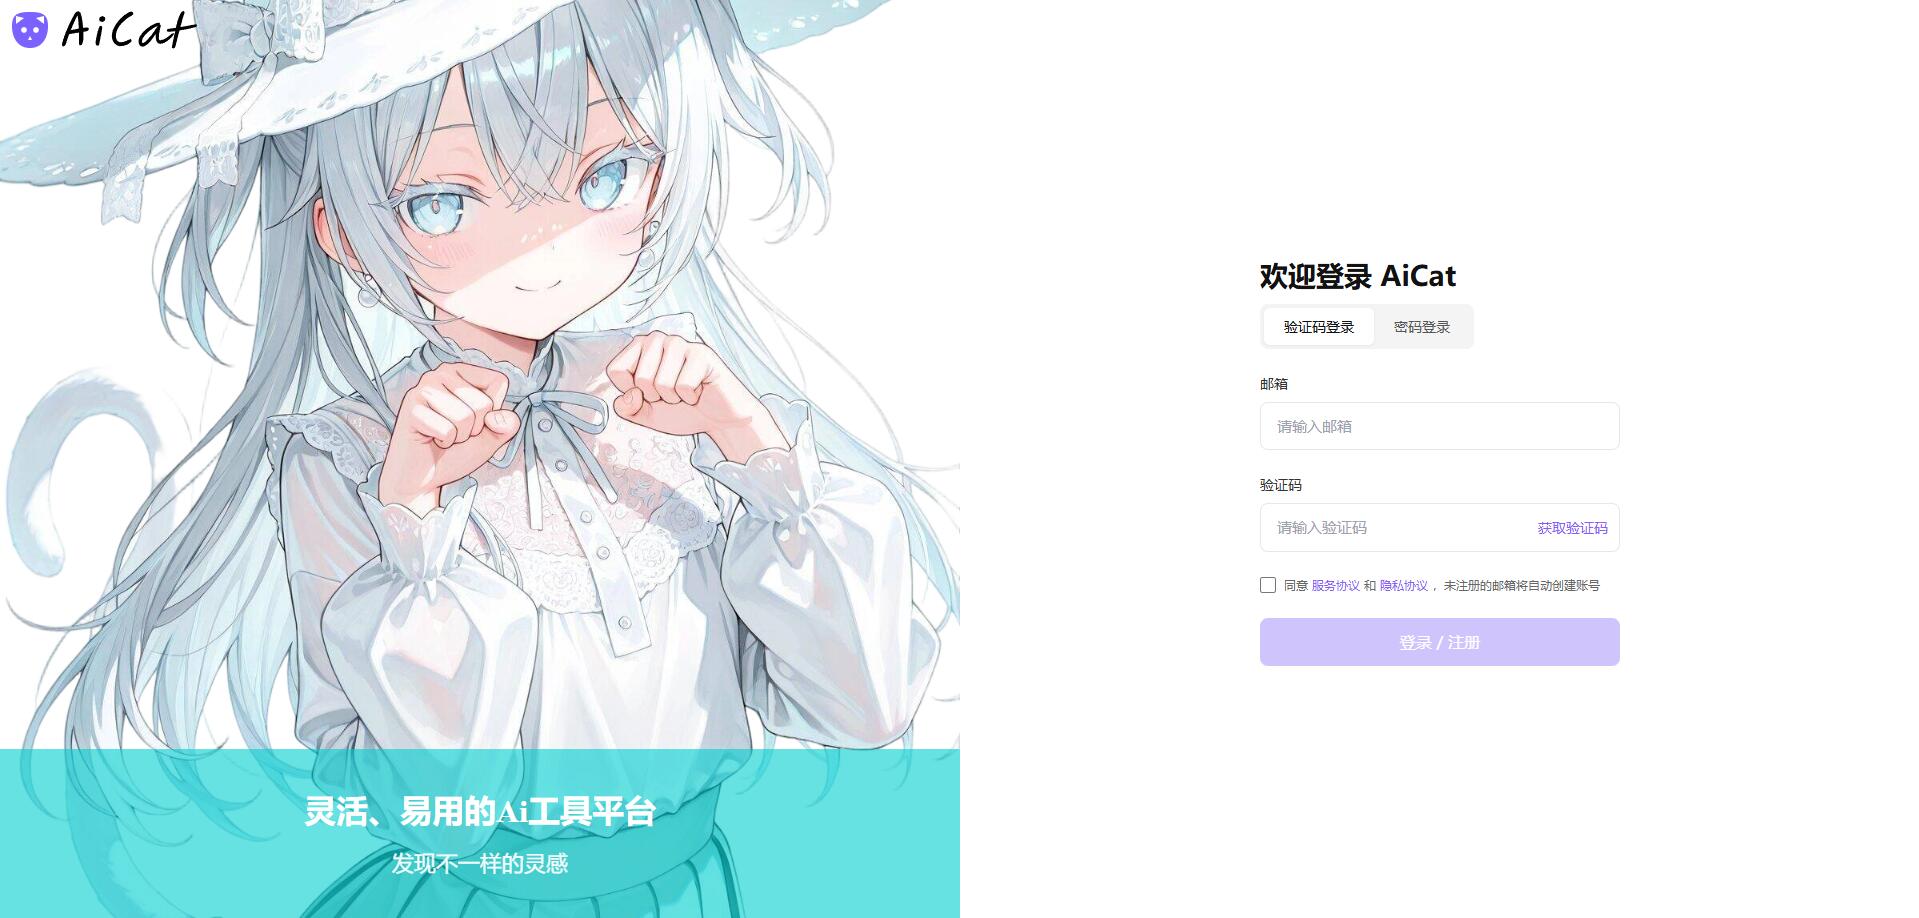 AiCat
灵活、易用的Ai工具平台
发现不一样的灵感
欢迎登录 AiCat
验证码登录 密码登录
邮箱
请输入邮箱
验证码
请输入验证码 获取验证码
同意 服务协议 和 隐私协议 ，未注册的邮箱将自动创建账号
登录 / 注册